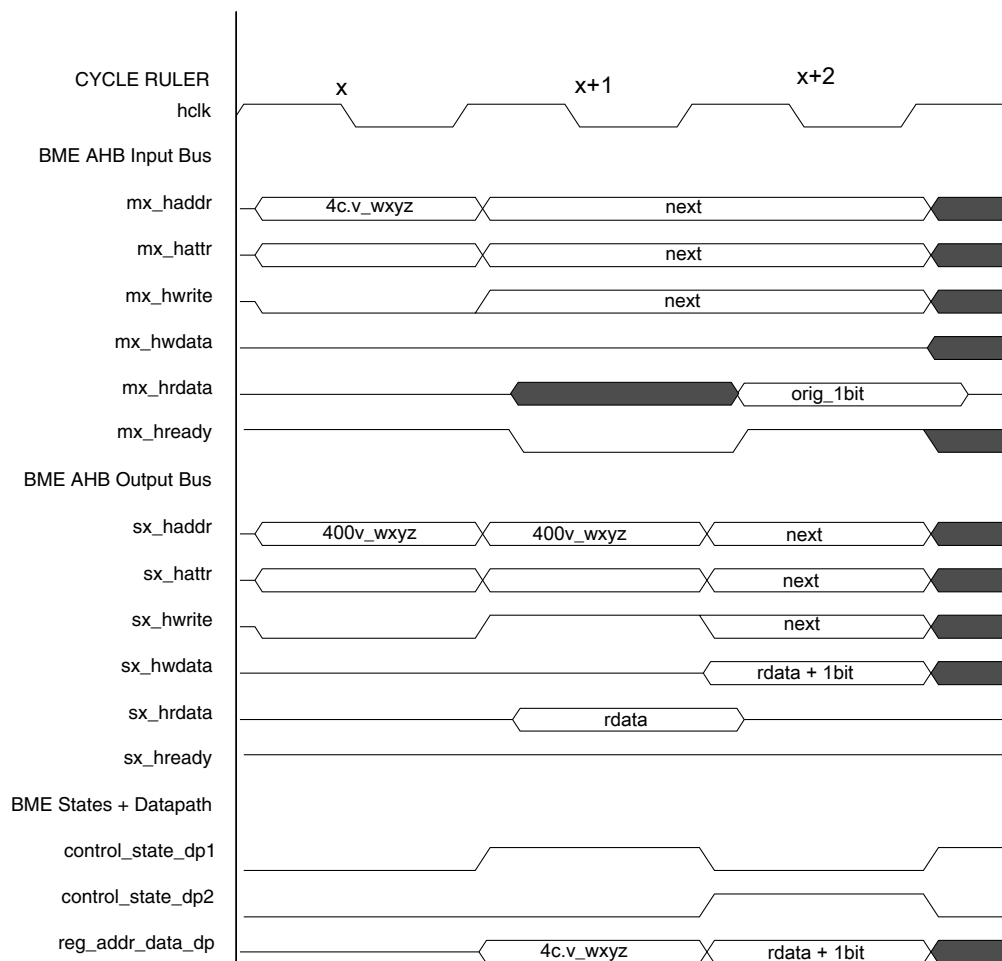 CYCLE RULER x x+1 x+2
hclk
BME AHB Input Bus
mx_haddr 4c.v_wxyz next
mx_hattr next
mx_hwrite next
mx_hwdata
mx_hrdata orig_1bit
mx_hready
BME AHB Output Bus
sx_haddr 400v_wxyz 400v_wxyz next
sx_hattr next
sx_hwrite next
sx_hwdata rdata + 1bit
sx_hrdata rdata
sx_hready
BME States + Datapath
control_state_dp1
control_state_dp2
reg_addr_data_dp 4c.v_wxyz rdata + 1bit